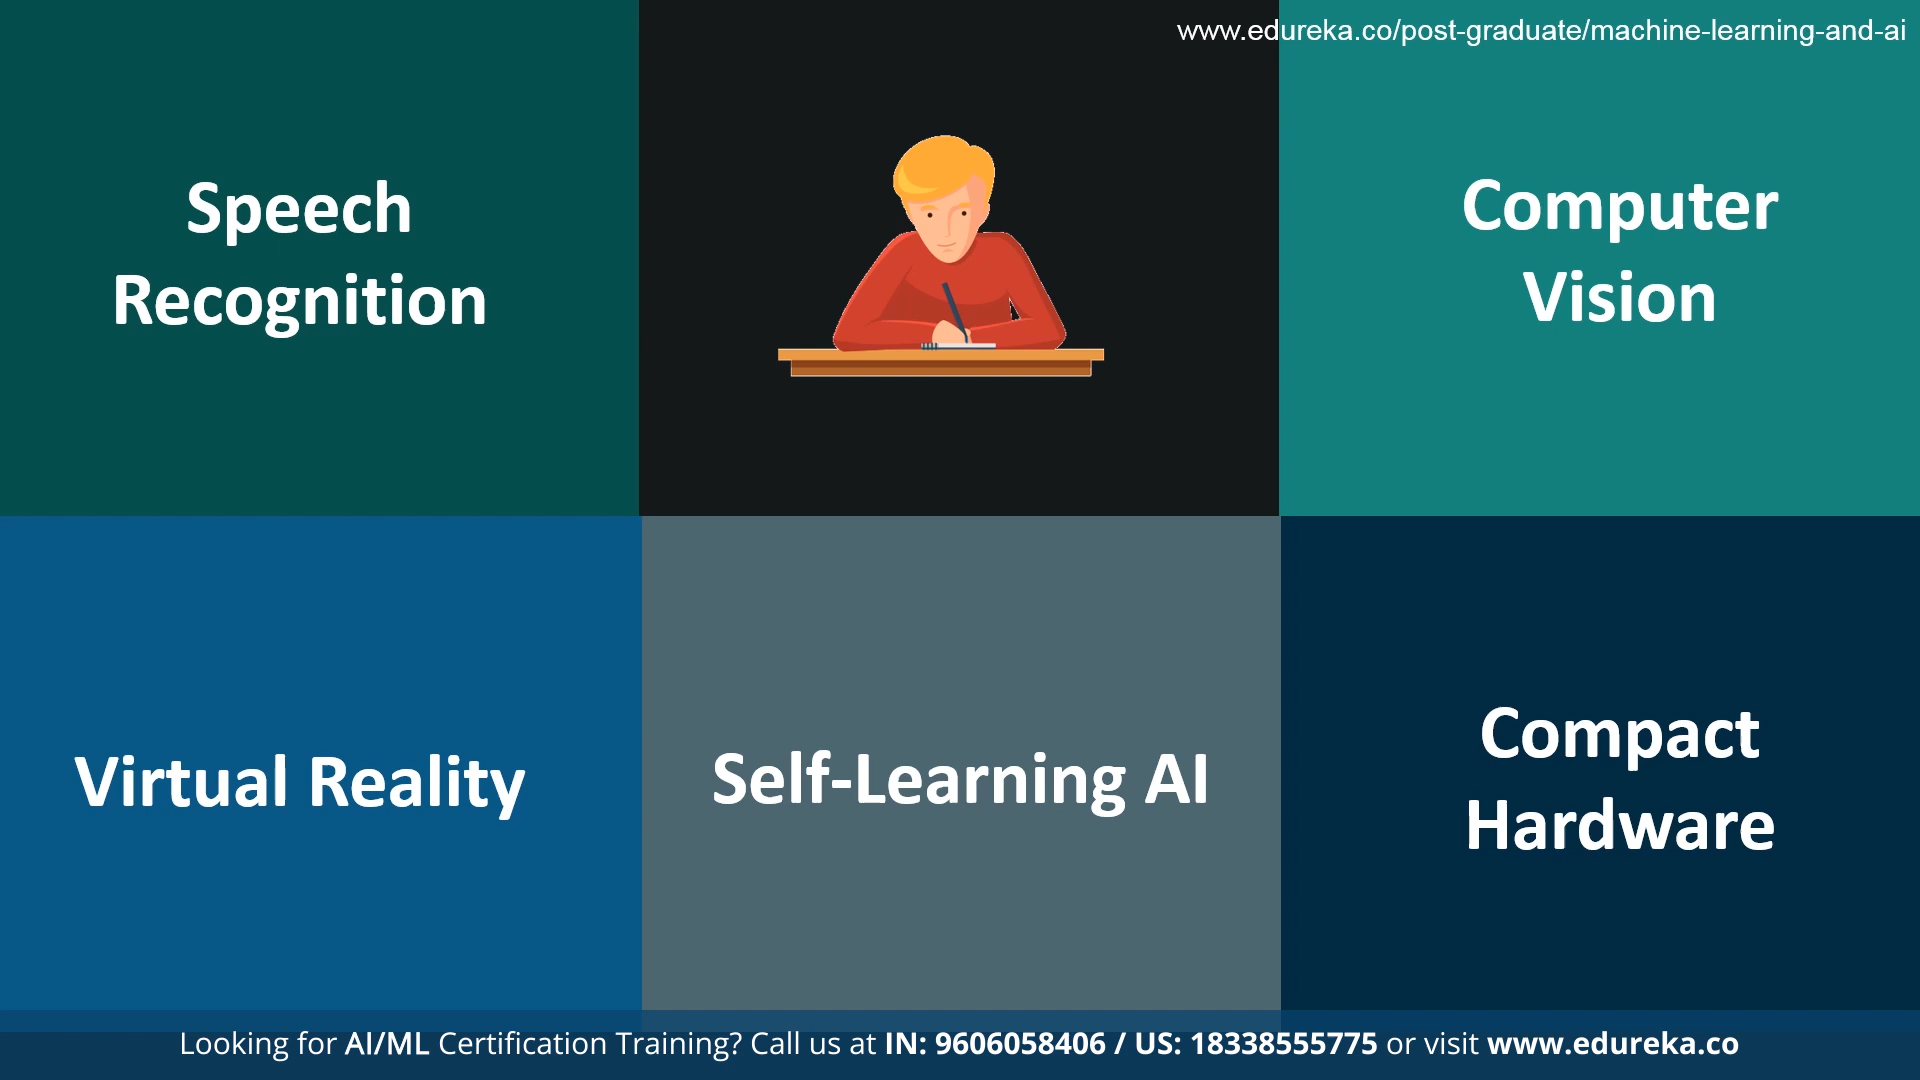 www.edureka.co/post-graduate/machine-learning-and-ai
Speech
Recognition
Computer
Vision
Virtual Reality
Self-Learning AI
Compact
Hardware
Looking for AI/ML Certification Training? Call us at IN: 9606058406 / US: 18338555775 or visit www.edureka.co